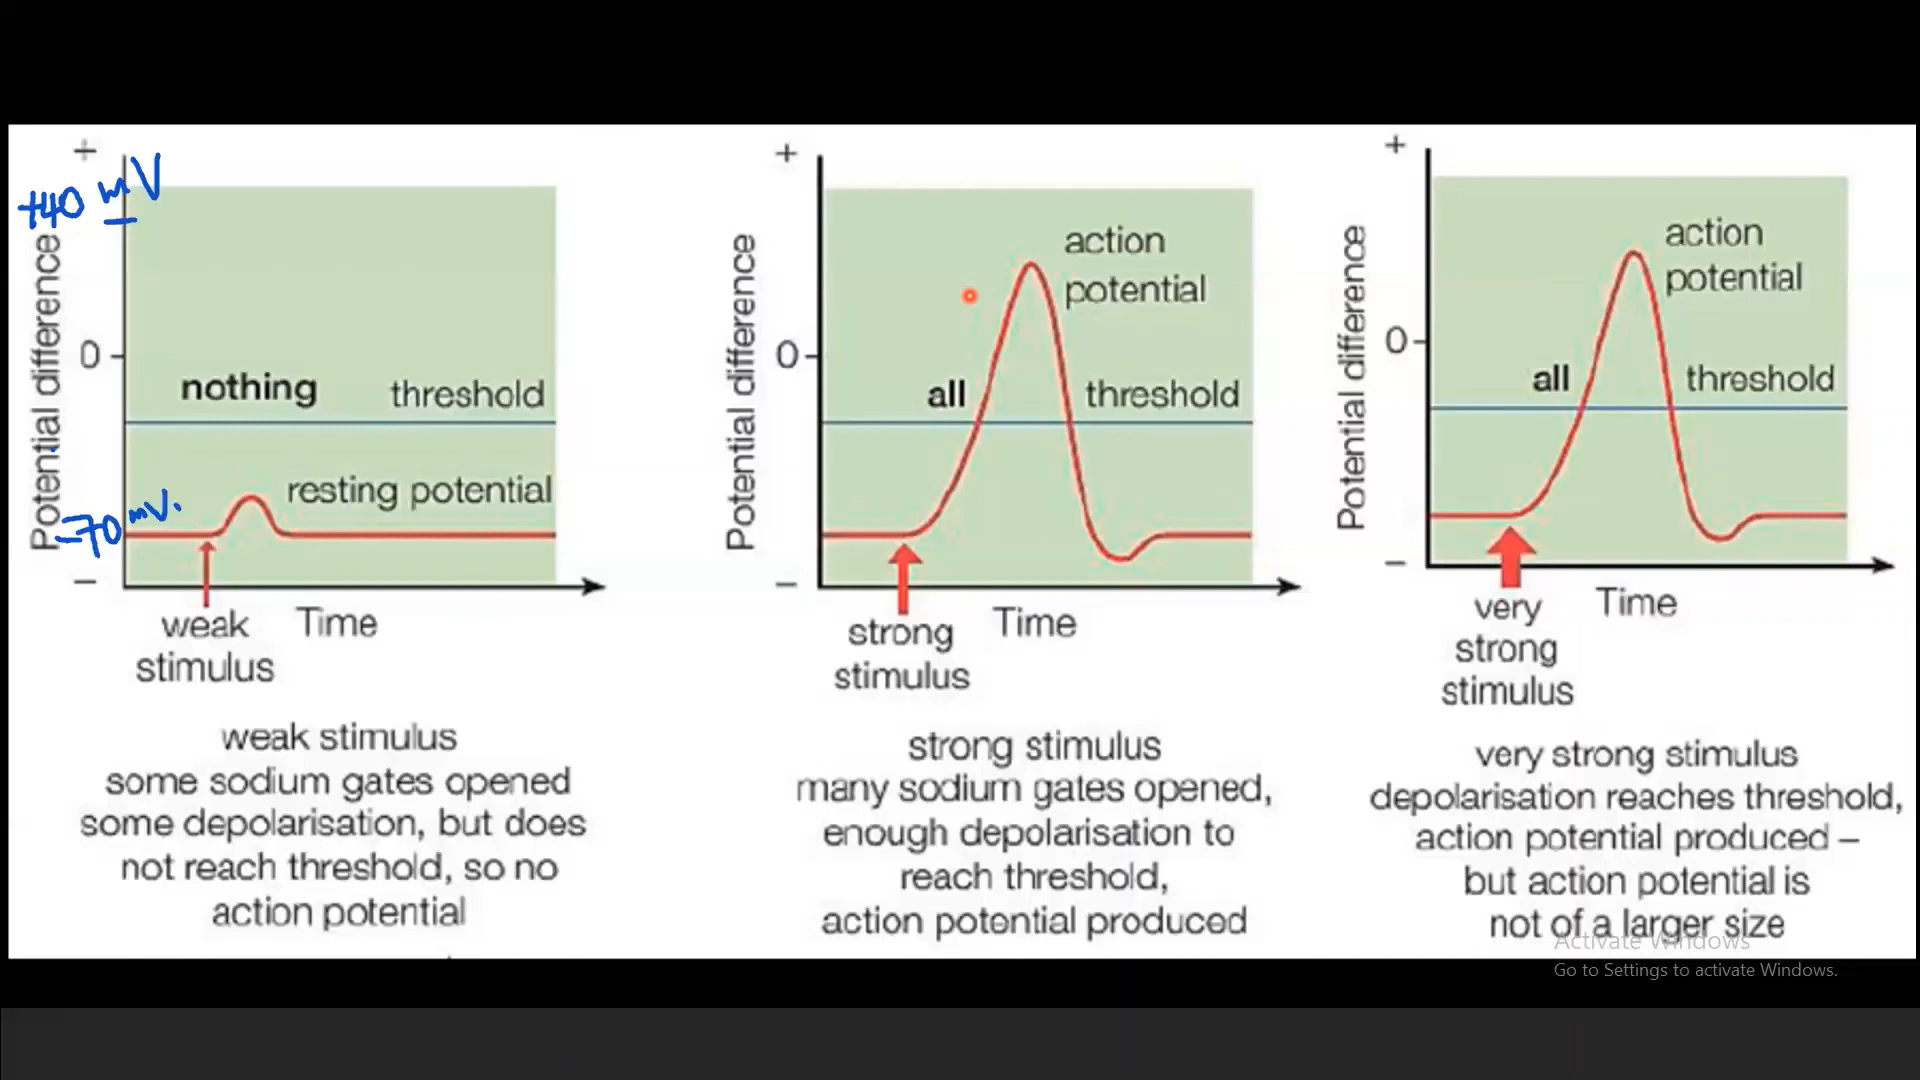 +
+40 mV
Potential difference
0
nothing
threshold
resting potential
-70 mV.
–
weak
stimulus
Time
weak stimulus
some sodium gates opened
some depolarisation, but does
not reach threshold, so no
action potential
+
Potential difference
0
action
potential
all
threshold
–
strong
stimulus
Time
strong stimulus
many sodium gates opened,
enough depolarisation to
reach threshold,
action potential produced
+
Potential difference
0
action
potential
all
threshold
–
very
strong
stimulus
Time
very strong stimulus
depolarisation reaches threshold,
action potential produced –
but action potential is
not of a larger size
Activate Windows
Go to Settings to activate Windows.